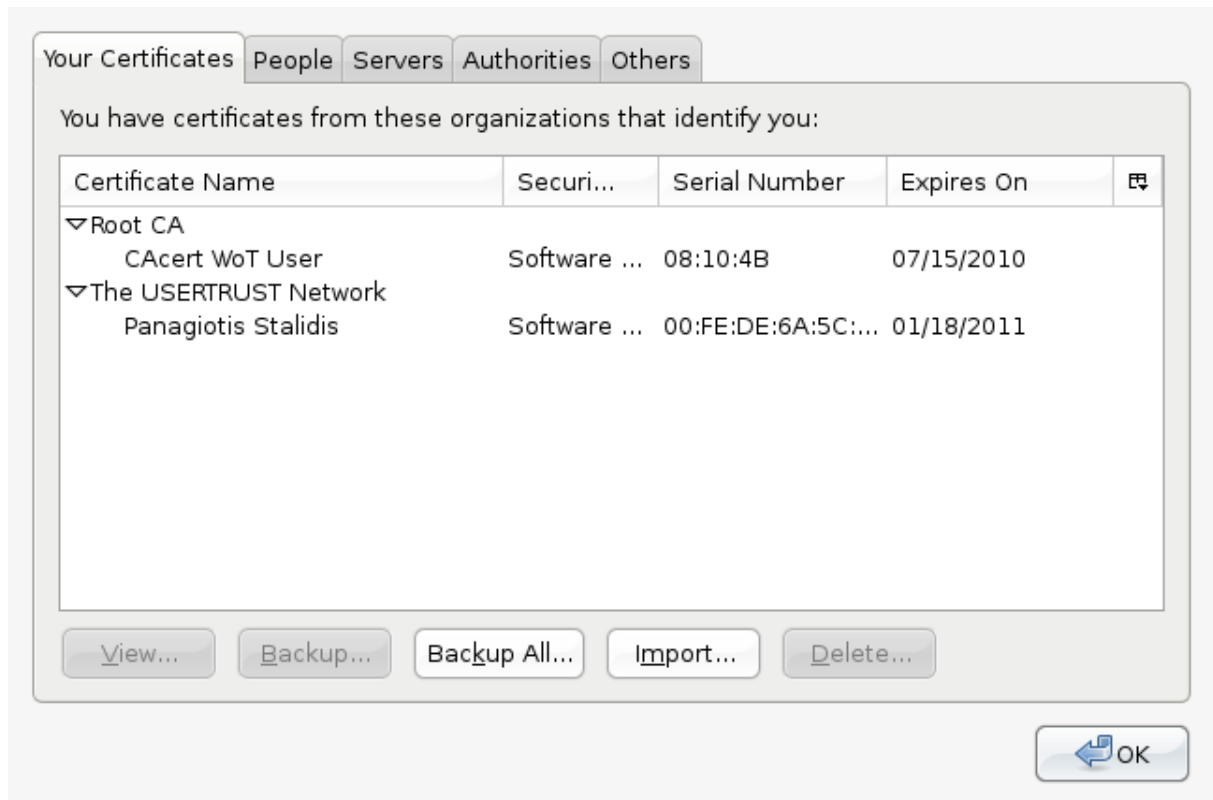 Your Certificates People Servers Authorities Others
You have certificates from these organizations that identify you:
Certificate Name Securi... Serial Number Expires On
Root CA
CAcert WoT User Software ... 08:10:4B 07/15/2010
The USERTRUST Network
Panagiotis Stalidis Software ... 00:FE:DE:6A:5C:... 01/18/2011
View... Backup... Backup All... Import... Delete...
OK